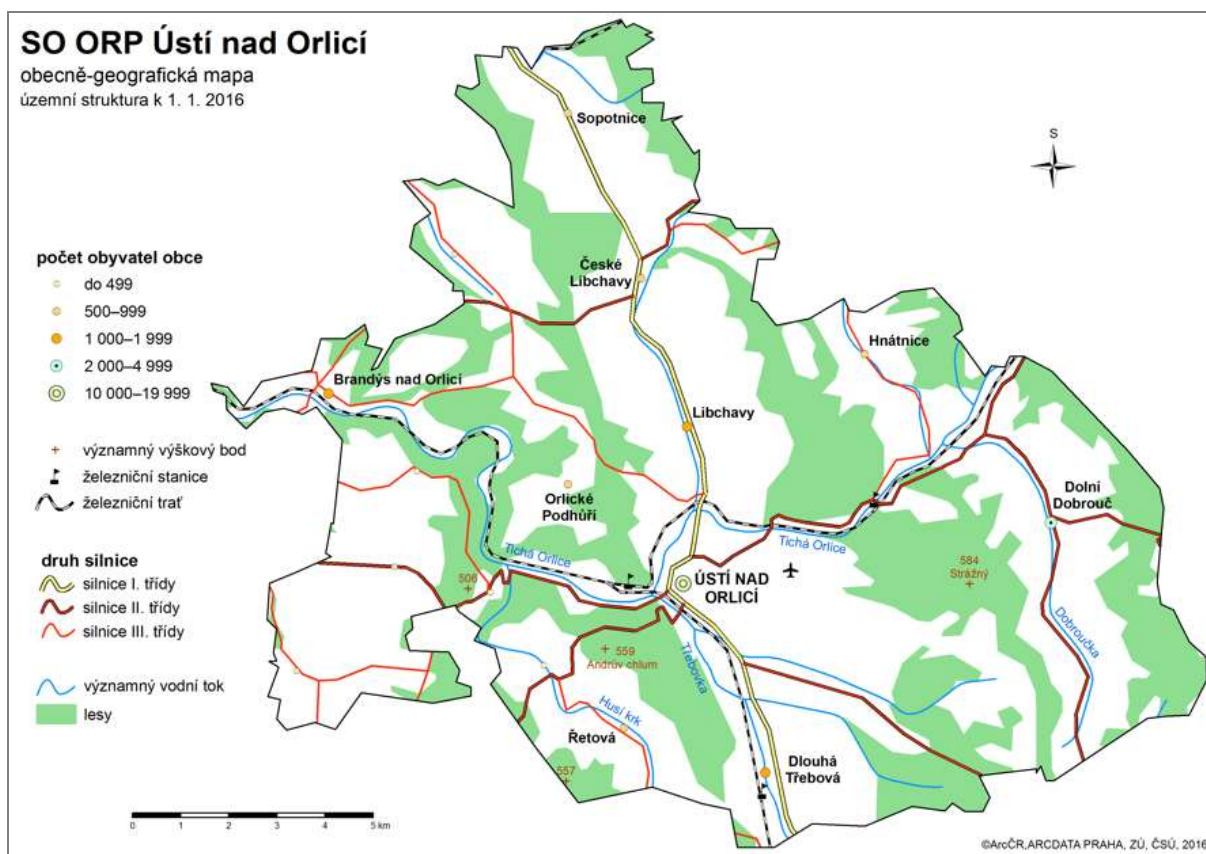 SO ORP Ústí nad Orlicí
obecně-geografická mapa
územní struktura k 1. 1. 2016
S
počet obyvatel obce
do 499
500–999
1 000–1 999
2 000–4 999
10 000–19 999
významný výškový bod
železniční stanice
železniční trať
druh silnice
silnice I. třídy
silnice II. třídy
silnice III. třídy
významný vodní tok
lesy
Sopotnice
České
Libchavy
Hnátnice
Brandýs nad Orlicí
Libchavy
Orlické
Podhůří
Dolní
Dobrouč
Tichá Orlice
Tichá Orlice
ÚSTÍ NAD
ORLICÍ
584
Strážný
506
559
Andrův chlum
Třebovka
Dobroučka
Husí krk
Řetová
557
Dlouhá
Třebová
0 1 2 3 4 5 km
©ArcČR,ARCDATA PRAHA, ZÚ, ČSÚ, 2016